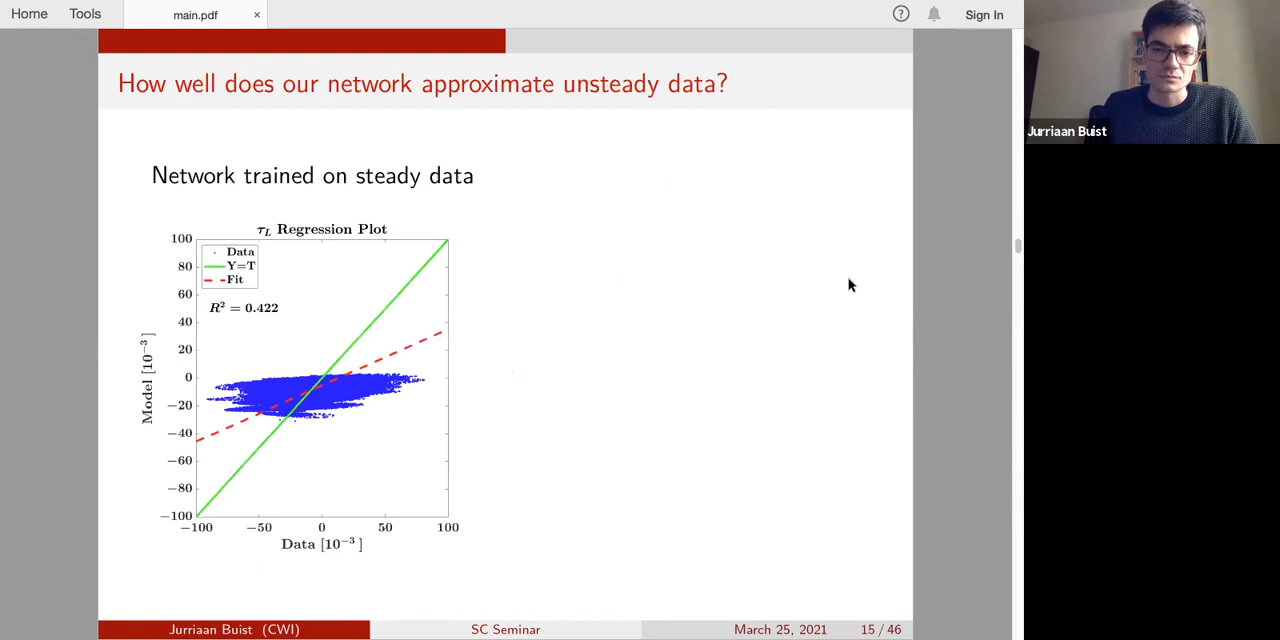 Home Tools main.pdf × ? Sign In
How well does our network approximate unsteady data?
Jurriaan Buist
Network trained on steady data
τL Regression Plot
Data
Y=T
Fit
R² = 0.422
100
80
60
40
20
0
−20
−40
−60
−80
−100
Model [10⁻³]
−100 −50 0 50 100
Data [10⁻³]
Jurriaan Buist (CWI) SC Seminar March 25, 2021 15 / 46